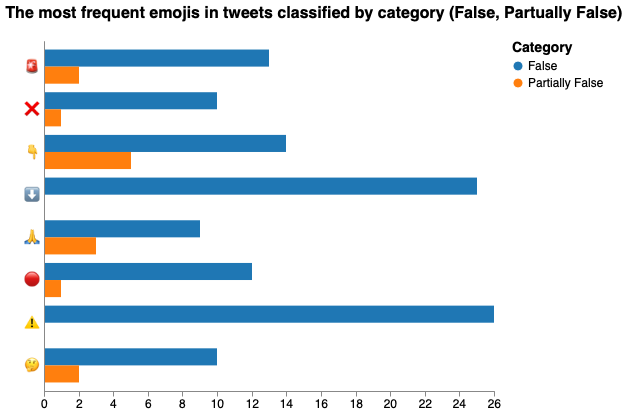 The most frequent emojis in tweets classified by category (False, Partually False)
Category
False
Partially False
🚨
❌
👇
⬇️
🙏
🔴
⚠️
🤔
0 2 4 6 8 10 12 14 16 18 20 22 24 26